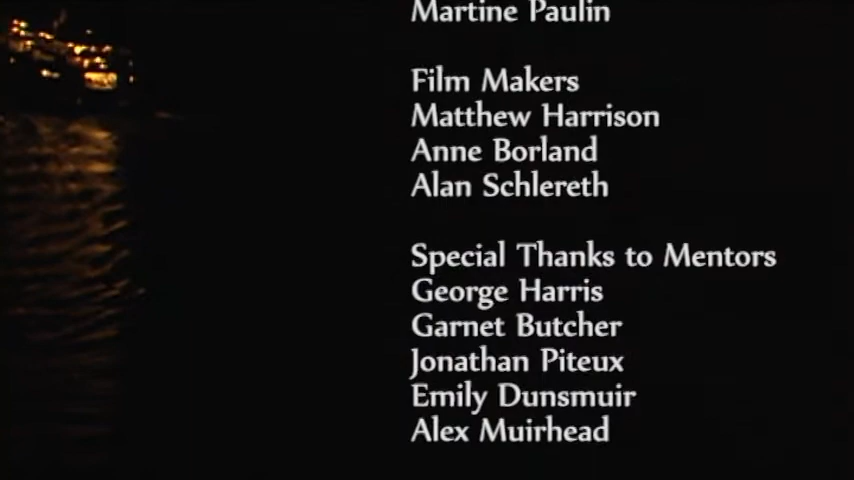 Martine Paulin
Film Makers
Matthew Harrison
Anne Borland
Alan Schlereth
Special Thanks to Mentors
George Harris
Garnet Butcher
Jonathan Piteux
Emily Dunsmuir
Alex Muirhead